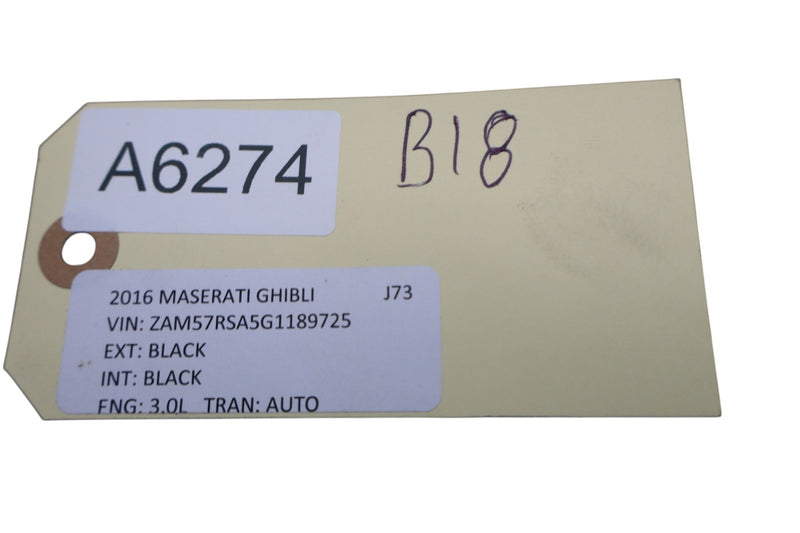 A6274
B18
2016 MASERATI GHIBLI J73
VIN: ZAM57RSA5G1189725
EXT: BLACK
INT: BLACK
ENG: 3.0L TRAN: AUTO